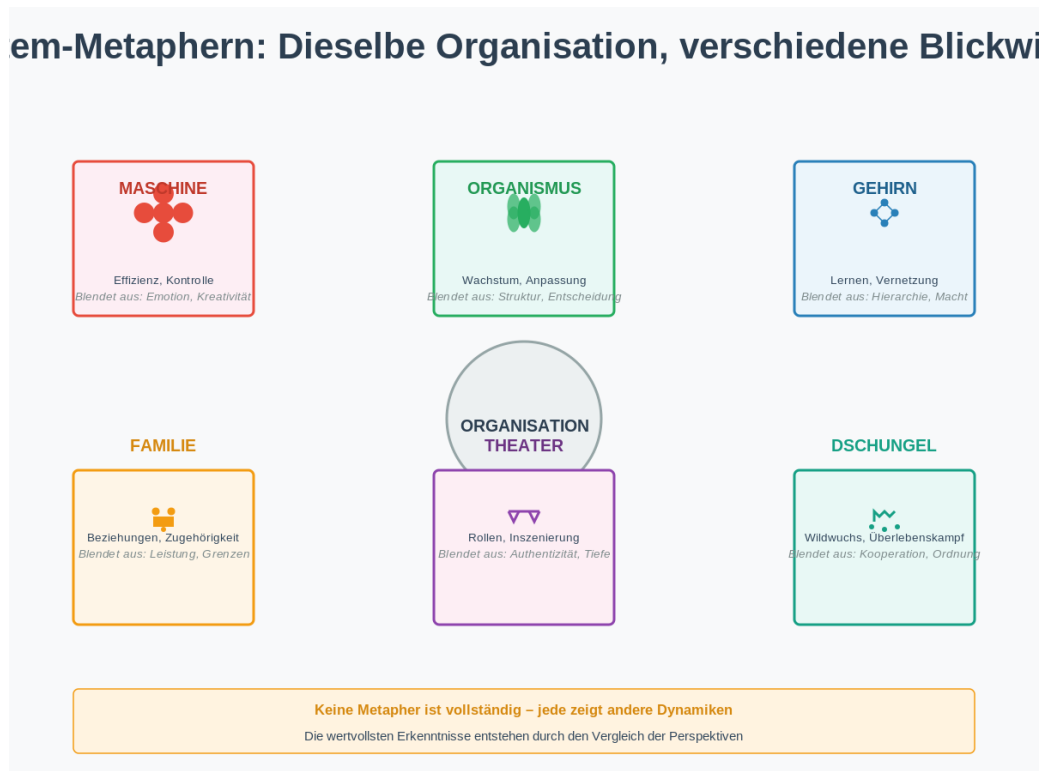 em-Metaphern: Dieselbe Organisation, verschiedene Blickwi
MASCHINE
Effizienz, Kontrolle
Blendet aus: Emotion, Kreativität
ORGANISMUS
Wachstum, Anpassung
Blendet aus: Struktur, Entscheidung
GEHIRN
Lernen, Vernetzung
Blendet aus: Hierarchie, Macht
ORGANISATION
FAMILIE
Beziehungen, Zugehörigkeit
Blendet aus: Leistung, Grenzen
THEATER
Rollen, Inszenierung
Blendet aus: Authentizität, Tiefe
DSCHUNGEL
Wildwuchs, Überlebenskampf
Blendet aus: Kooperation, Ordnung
Keine Metapher ist vollständig – jede zeigt andere Dynamiken
Die wertvollsten Erkenntnisse entstehen durch den Vergleich der Perspektiven